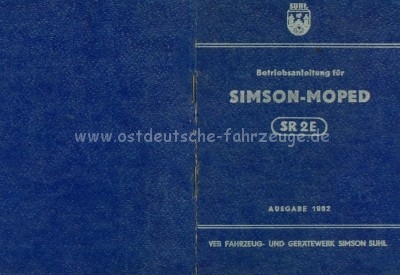 SUHL
Betriebsanleitung für
SIMSON-MOPED
SR 2E
www.ostdeutsche-fahrzeuge.de
AUSGABE 1962
VEB FAHRZEUG- UND GERÄTEWERK SIMSON SUHL